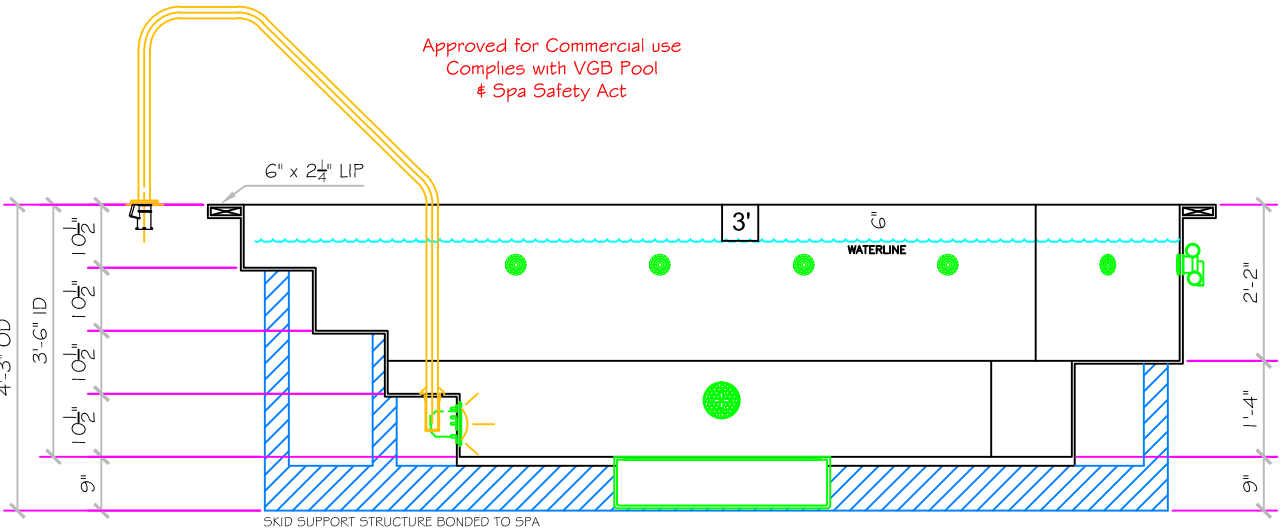 Approved for Commercial use
Complies with VGB Pool
& Spa Safety Act
6" x 2¼" LIP
3'
6"
WATERLINE
10½"
10½"
10½"
10½"
9"
3'-6" ID
4'-3" OD
2'-2"
1'-4"
9"
SKID SUPPORT STRUCTURE BONDED TO SPA